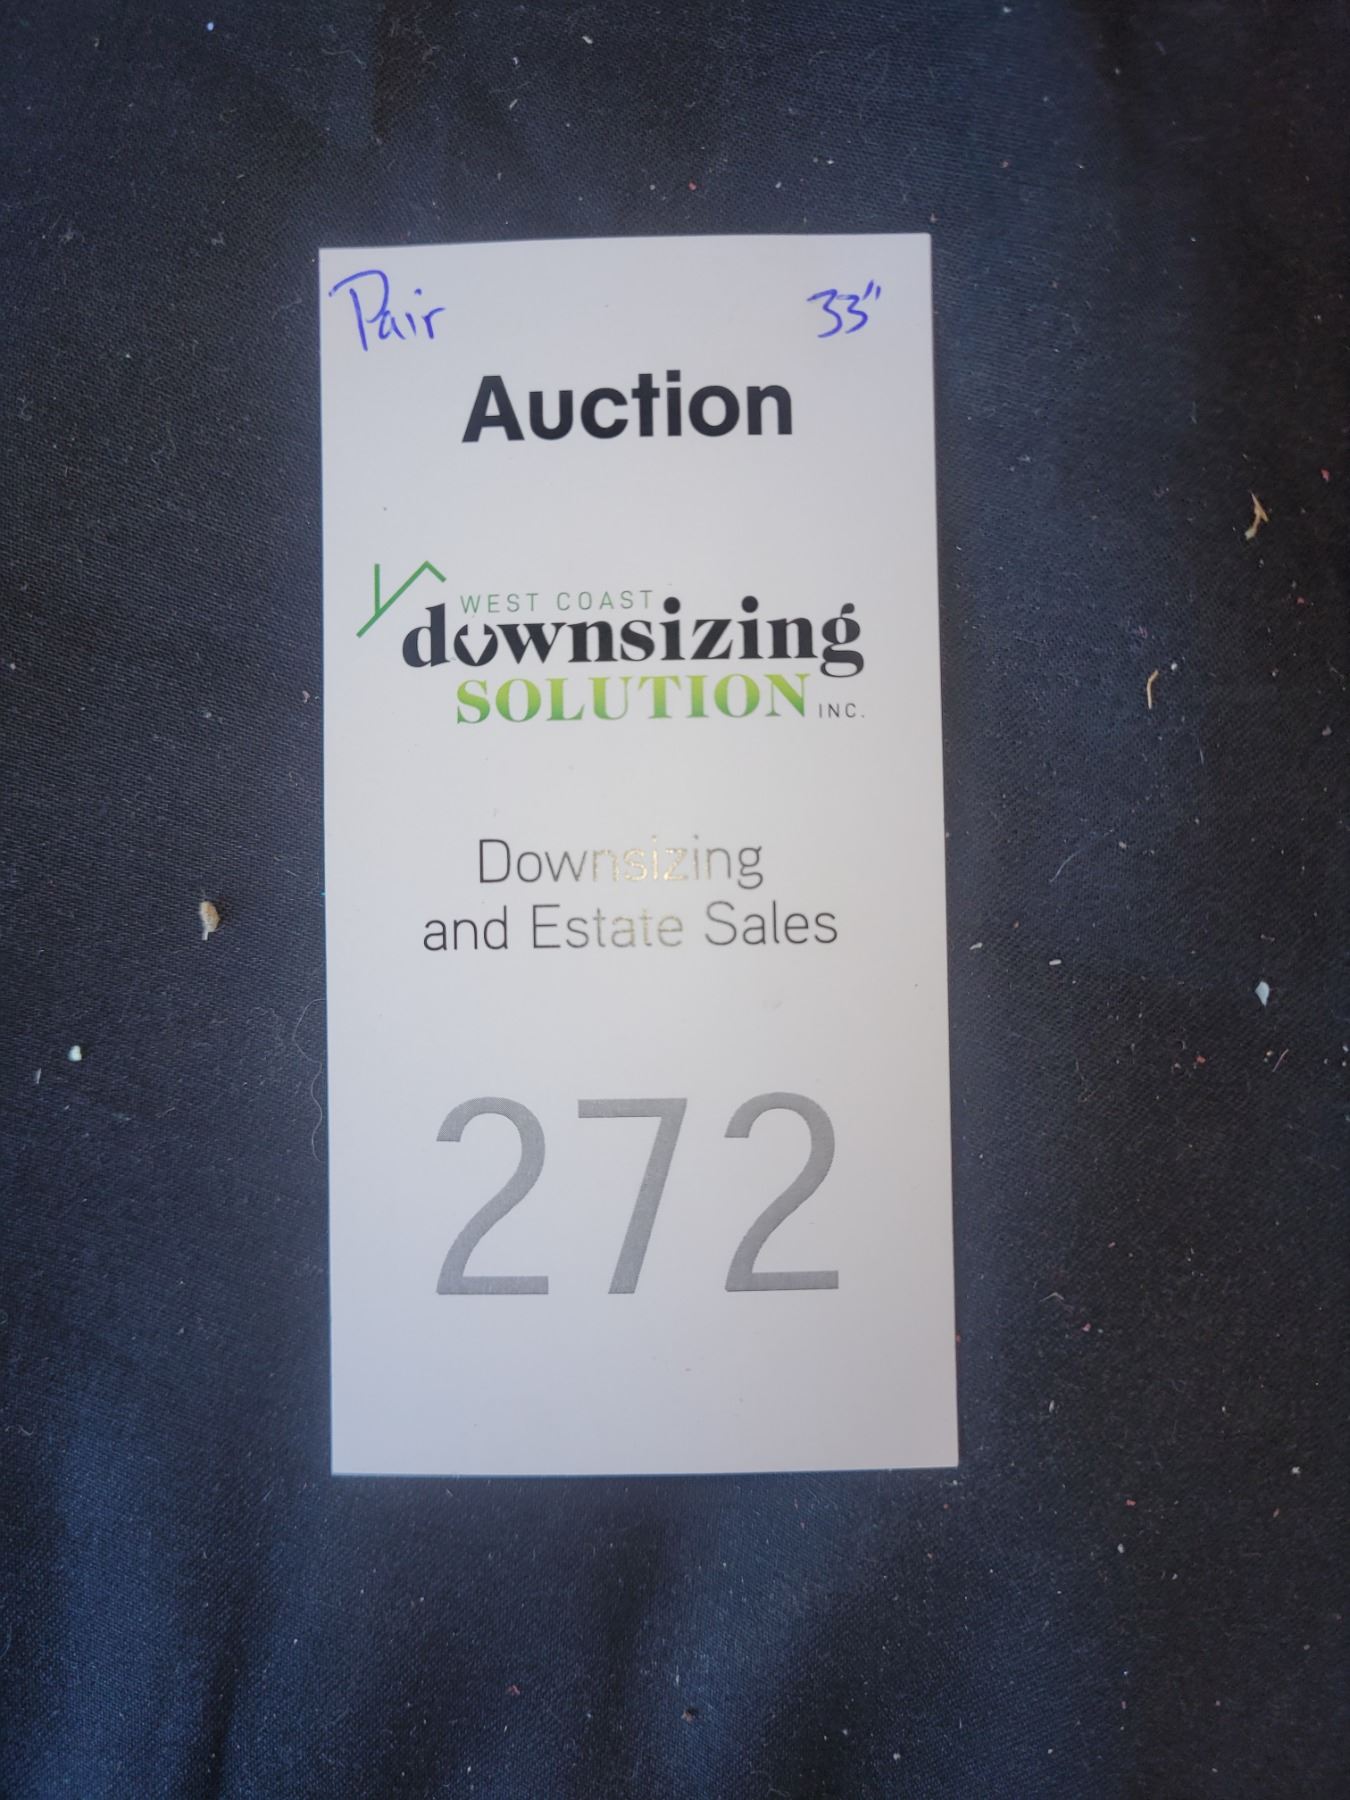 Pair 33"
Auction
WEST COAST
downsizing
SOLUTION INC.
Downsizing
and Estate Sales
272